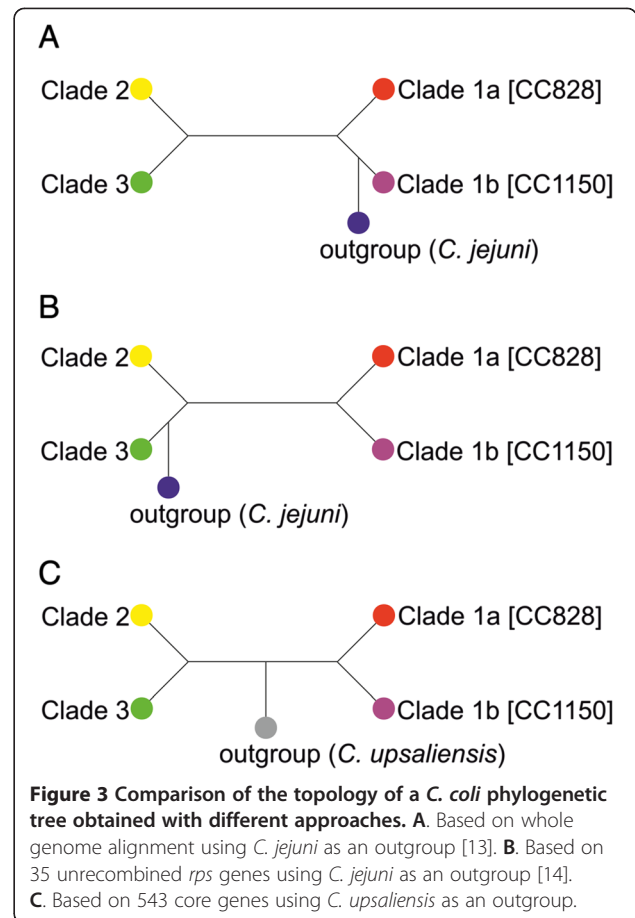 A
Clade 2 Clade 1a [CC828]
Clade 3 Clade 1b [CC1150]
outgroup (C. jejuni)
B
Clade 2 Clade 1a [CC828]
Clade 3 Clade 1b [CC1150]
outgroup (C. jejuni)
C
Clade 2 Clade 1a [CC828]
Clade 3 Clade 1b [CC1150]
outgroup (C. upsaliensis)
Figure 3 Comparison of the topology of a C. coli phylogenetic
tree obtained with different approaches. A. Based on whole
genome alignment using C. jejuni as an outgroup [13]. B. Based on
35 unrecombined rps genes using C. jejuni as an outgroup [14].
C. Based on 543 core genes using C. upsaliensis as an outgroup.